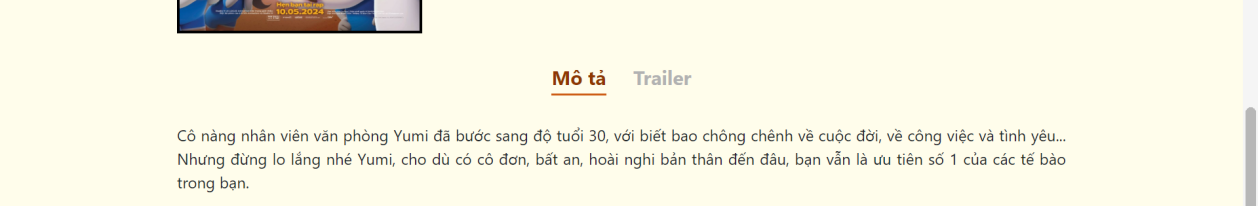 Hẹn bạn tại rạp
10.05.2024
Mô tả Trailer
Cô nàng nhân viên văn phòng Yumi đã bước sang độ tuổi 30, với biết bao chông chênh về cuộc đời, về công việc và tình yêu...
Nhưng đừng lo lắng nhé Yumi, cho dù có cô đơn, bất an, hoài nghi bản thân đến đâu, bạn vẫn là ưu tiên số 1 của các tế bào
trong bạn.